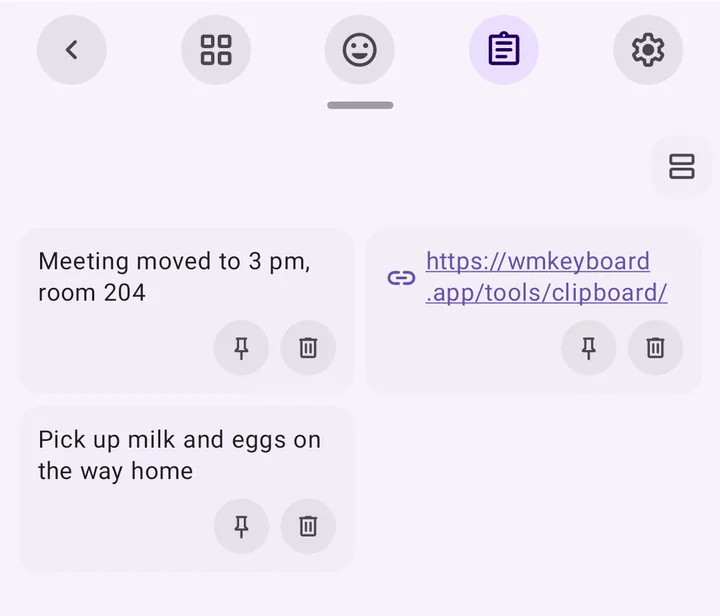 Meeting moved to 3 pm,
room 204
https://wmkeyboard
.app/tools/clipboard/
Pick up milk and eggs on
the way home